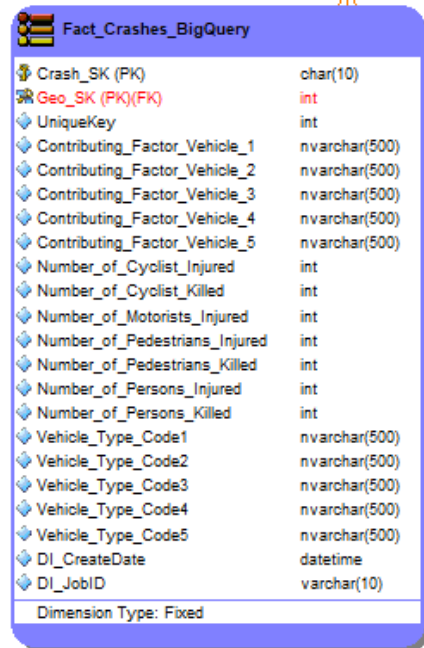 Fact_Crashes_BigQuery
Crash_SK (PK) char(10)
Geo_SK (PK)(FK) int
UniqueKey int
Contributing_Factor_Vehicle_1 nvarchar(500)
Contributing_Factor_Vehicle_2 nvarchar(500)
Contributing_Factor_Vehicle_3 nvarchar(500)
Contributing_Factor_Vehicle_4 nvarchar(500)
Contributing_Factor_Vehicle_5 nvarchar(500)
Number_of_Cyclist_Injured int
Number_of_Cyclist_Killed int
Number_of_Motorists_Injured int
Number_of_Pedestrians_Injured int
Number_of_Pedestrians_Killed int
Number_of_Persons_Injured int
Number_of_Persons_Killed int
Vehicle_Type_Code1 nvarchar(500)
Vehicle_Type_Code2 nvarchar(500)
Vehicle_Type_Code3 nvarchar(500)
Vehicle_Type_Code4 nvarchar(500)
Vehicle_Type_Code5 nvarchar(500)
DI_CreateDate datetime
DI_JobID varchar(10)
Dimension Type: Fixed